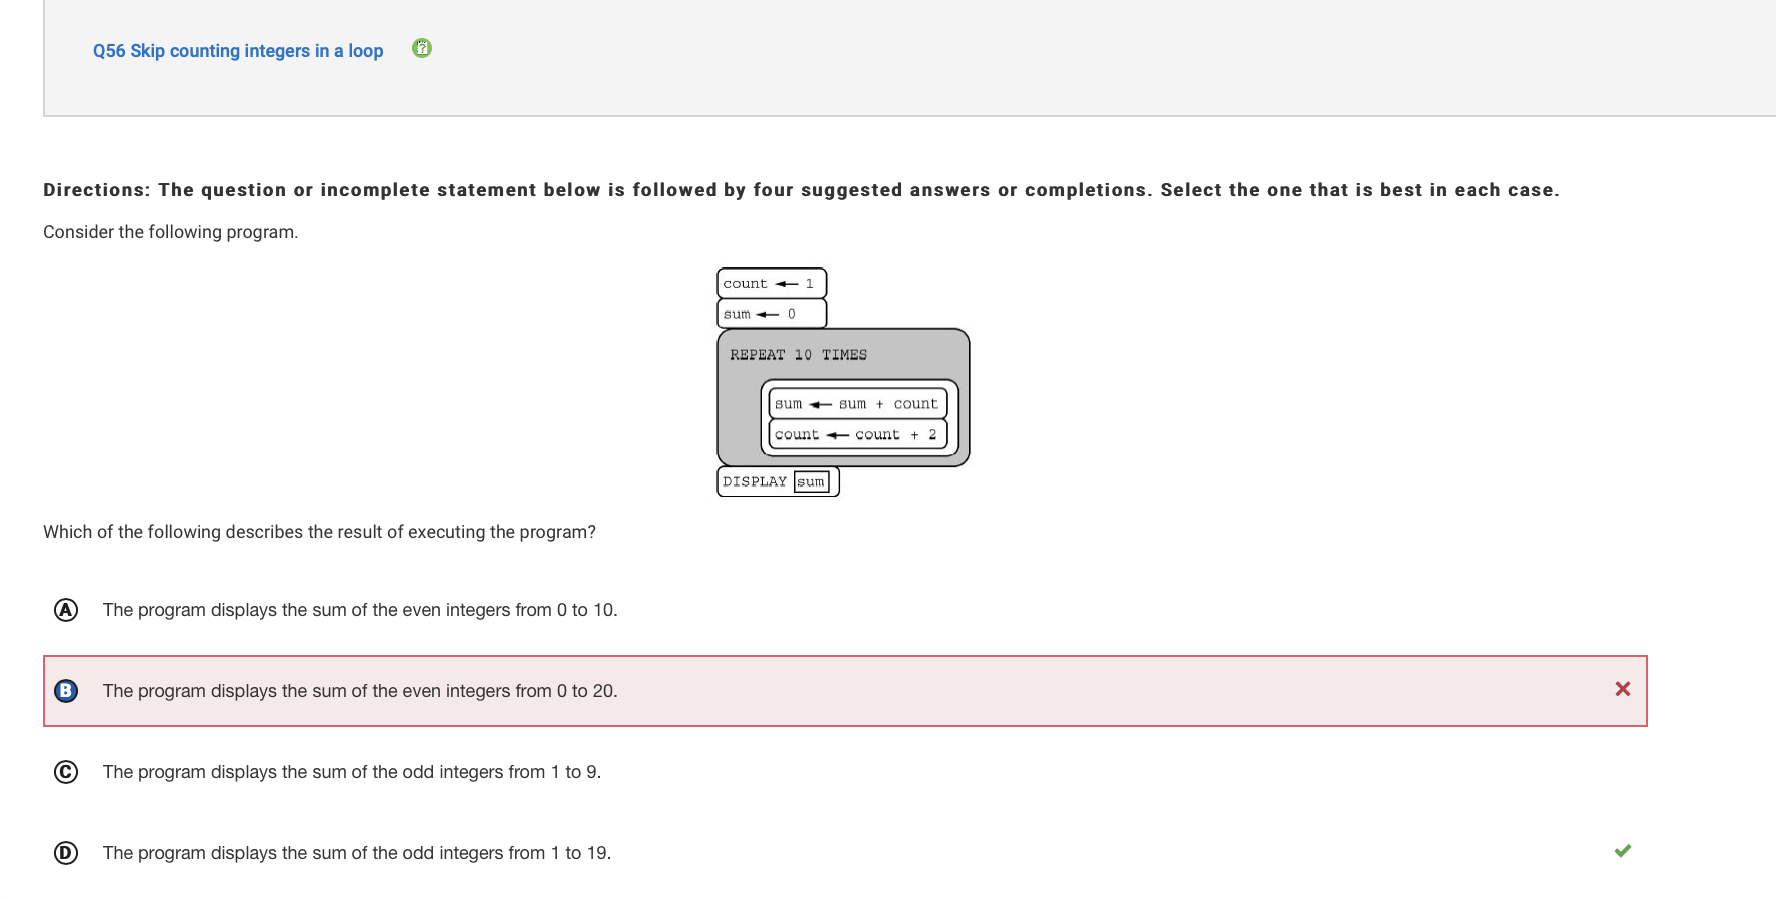 Q56 Skip counting integers in a loop
Directions: The question or incomplete statement below is followed by four suggested answers or completions. Select the one that is best in each case.
Consider the following program.
count ← 1
sum ← 0
REPEAT 10 TIMES
sum ← sum + count
count ← count + 2
DISPLAY sum
Which of the following describes the result of executing the program?
A The program displays the sum of the even integers from 0 to 10.
B The program displays the sum of the even integers from 0 to 20.
C The program displays the sum of the odd integers from 1 to 9.
D The program displays the sum of the odd integers from 1 to 19.